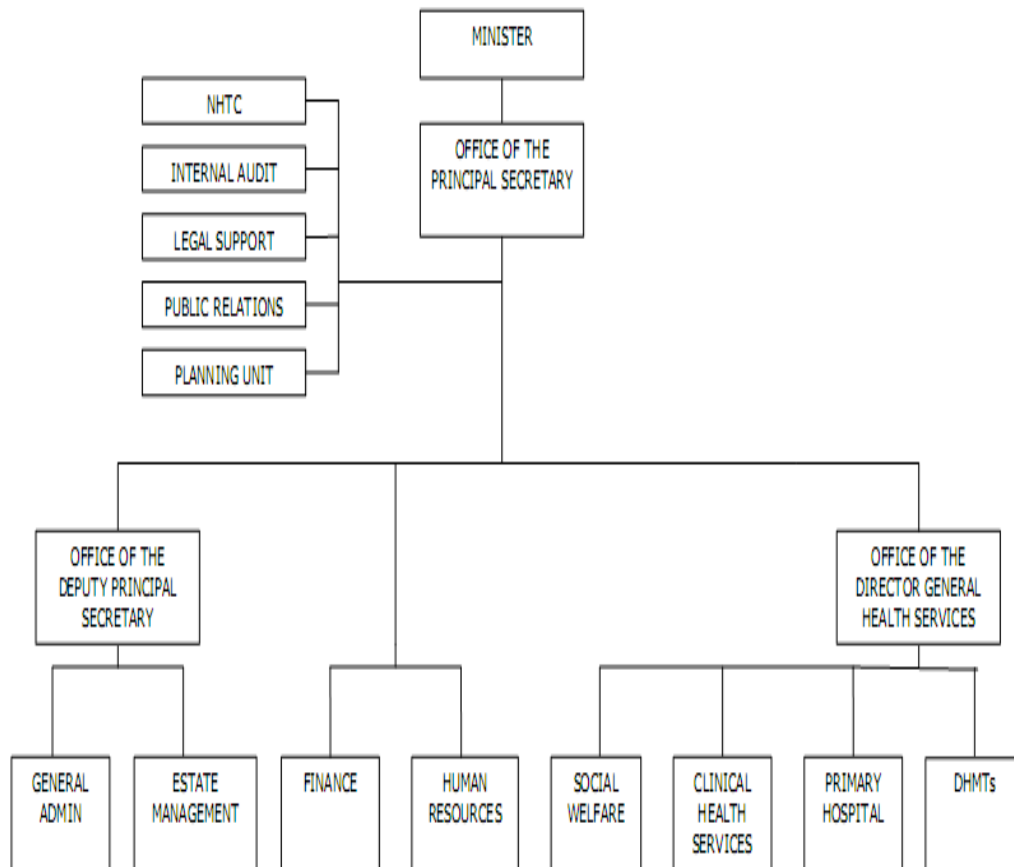 MINISTER
NHTC
OFFICE OF THE
PRINCIPAL SECRETARY
INTERNAL AUDIT
LEGAL SUPPORT
PUBLIC RELATIONS
PLANNING UNIT
OFFICE OF THE
DEPUTY PRINCIPAL
SECRETARY
OFFICE OF THE
DIRECTOR GENERAL
HEALTH SERVICES
GENERAL
ADMIN
ESTATE
MANAGEMENT
FINANCE
HUMAN
RESOURCES
SOCIAL
WELFARE
CLINICAL
HEALTH
SERVICES
PRIMARY
HOSPITAL
DHMTs